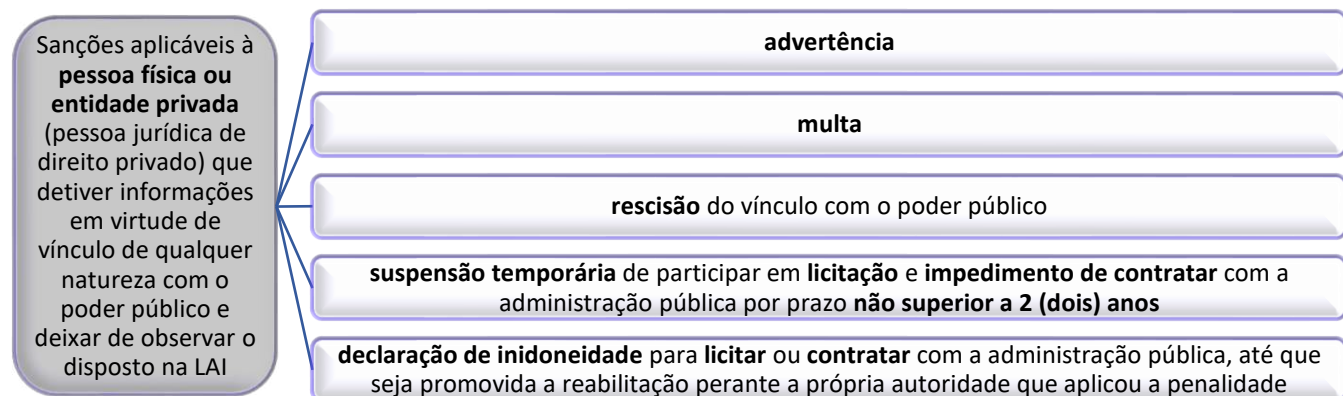 Sanções aplicáveis à
pessoa física ou
entidade privada
(pessoa jurídica de
direito privado) que
detiver informações
em virtude de
vínculo de qualquer
natureza com o
poder público e
deixar de observar o
disposto na LAI
advertência
multa
rescisão do vínculo com o poder público
suspensão temporária de participar em licitação e impedimento de contratar com a
administração pública por prazo não superior a 2 (dois) anos
declaração de inidoneidade para licitar ou contratar com a administração pública, até que
seja promovida a reabilitação perante a própria autoridade que aplicou a penalidade